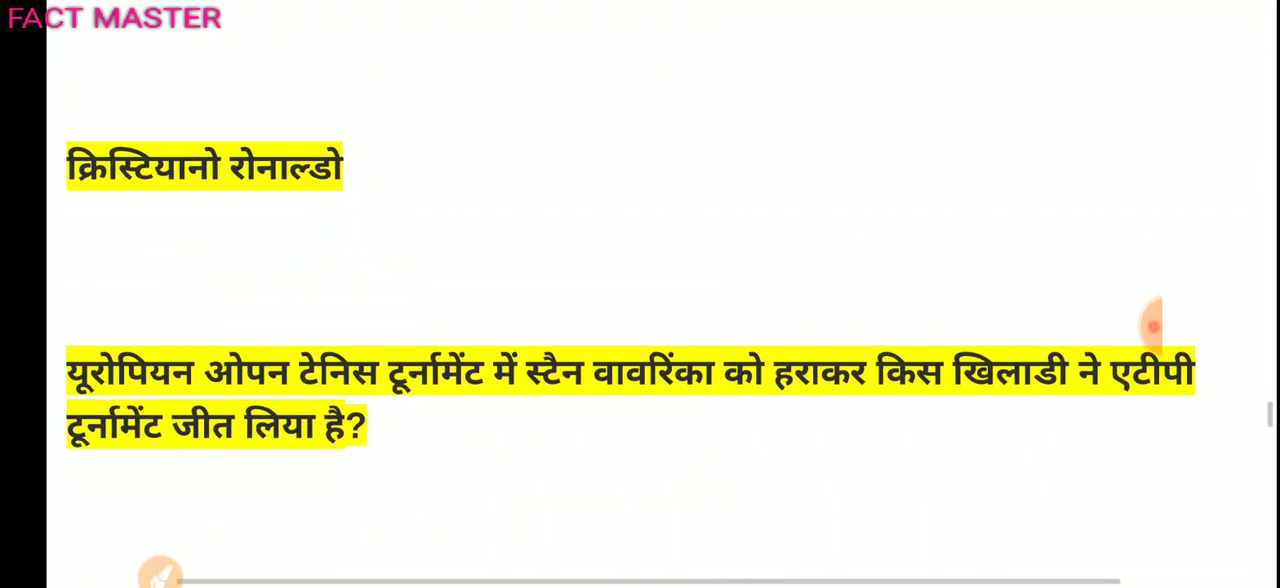 FACT MASTER
क्रिस्टियानो रोनाल्डो
यूरोपियन ओपन टेनिस टूर्नामेंट में स्टैन वावरिंका को हराकर किस खिलाडी ने एटीपी
टूर्नामेंट जीत लिया है?